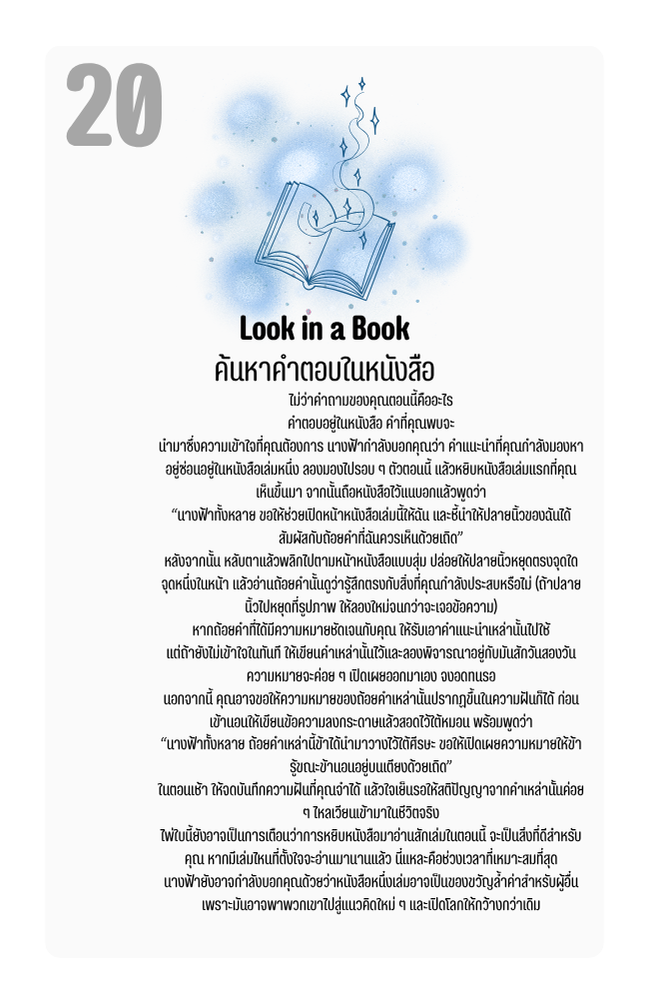 20
Look in a Book
ค้นหาคำตอบในหนังสือ
ไม่ว่าคำถามของคุณตอนนี้คืออะไร
คำตอบอยู่ในหนังสือ คำที่คุณพบจะ
นำมาซึ่งความเข้าใจที่คุณต้องการ นางฟ้ากำลังบอกคุณว่า คำแนะนำที่คุณกำลังมองหา
อยู่ซ่อนอยู่ในหนังสือเล่มหนึ่ง ลองมองไปรอบ ๆ ตัวตอนนี้ แล้วหยิบหนังสือเล่มแรกที่คุณ
เห็นขึ้นมา จากนั้นถือหนังสือไว้แนบอกแล้วพูดว่า
“นางฟ้าทั้งหลาย ขอให้ช่วยเปิดหน้าหนังสือเล่มนี้ให้ฉัน และชี้นำให้ปลายนิ้วของฉันได้
สัมผัสกับถ้อยคำที่ฉันควรเห็นด้วยเถิด”
หลังจากนั้น หลับตาแล้วพลิกไปตามหน้าหนังสือแบบสุ่ม ปล่อยให้ปลายนิ้วหยุดตรงจุดใด
จุดหนึ่งในหน้า แล้วอ่านถ้อยคำนั้นดูว่ารู้สึกตรงกับสิ่งที่คุณกำลังประสบหรือไม่ (ถ้าปลาย
นิ้วไปหยุดที่รูปภาพ ให้ลองใหม่จนกว่าจะเจอข้อความ)
หากถ้อยคำที่ได้มีความหมายชัดเจนกับคุณ ให้รับเอาคำแนะนำเหล่านั้นไปใช้
แต่ถ้ายังไม่เข้าใจในทันที ให้เขียนคำเหล่านั้นไว้และลองพิจารณาอยู่กับมันสักวันสองวัน
ความหมายจะค่อย ๆ เปิดเผยออกมาเอง จงอดทนรอ
นอกจากนี้ คุณอาจขอให้ความหมายของถ้อยคำเหล่านั้นปรากฏขึ้นในความฝันก็ได้ ก่อน
เข้านอนให้เขียนข้อความลงกระดาษแล้วสอดไว้ใต้หมอน พร้อมพูดว่า
“นางฟ้าทั้งหลาย ถ้อยคำเหล่านี้ข้าได้นำมาวางไว้ใต้ศีรษะ ขอให้เปิดเผยความหมายให้ข้า
รู้ขณะข้านอนอยู่บนเตียงด้วยเถิด”
ในตอนเช้า ให้จดบันทึกความฝันที่คุณจำได้ แล้วใจเย็นรอให้สติปัญญาจากคำเหล่านั้นค่อย
ๆ ไหลเวียนเข้ามาในชีวิตจริง
ไพ่ใบนี้ยังอาจเป็นการเตือนว่าการหยิบหนังสือมาอ่านสักเล่มในตอนนี้ จะเป็นสิ่งที่ดีสำหรับ
คุณ หากมีเล่มไหนที่ตั้งใจจะอ่านมานานแล้ว นี่แหละคือช่วงเวลาที่เหมาะสมที่สุด
นางฟ้ายังอาจกำลังบอกคุณด้วยว่าหนังสือหนึ่งเล่มอาจเป็นของขวัญล้ำค่าสำหรับผู้อื่น
เพราะมันอาจพาพวกเขาไปสู่แนวคิดใหม่ ๆ และเปิดโลกให้กว้างกว่าเดิม